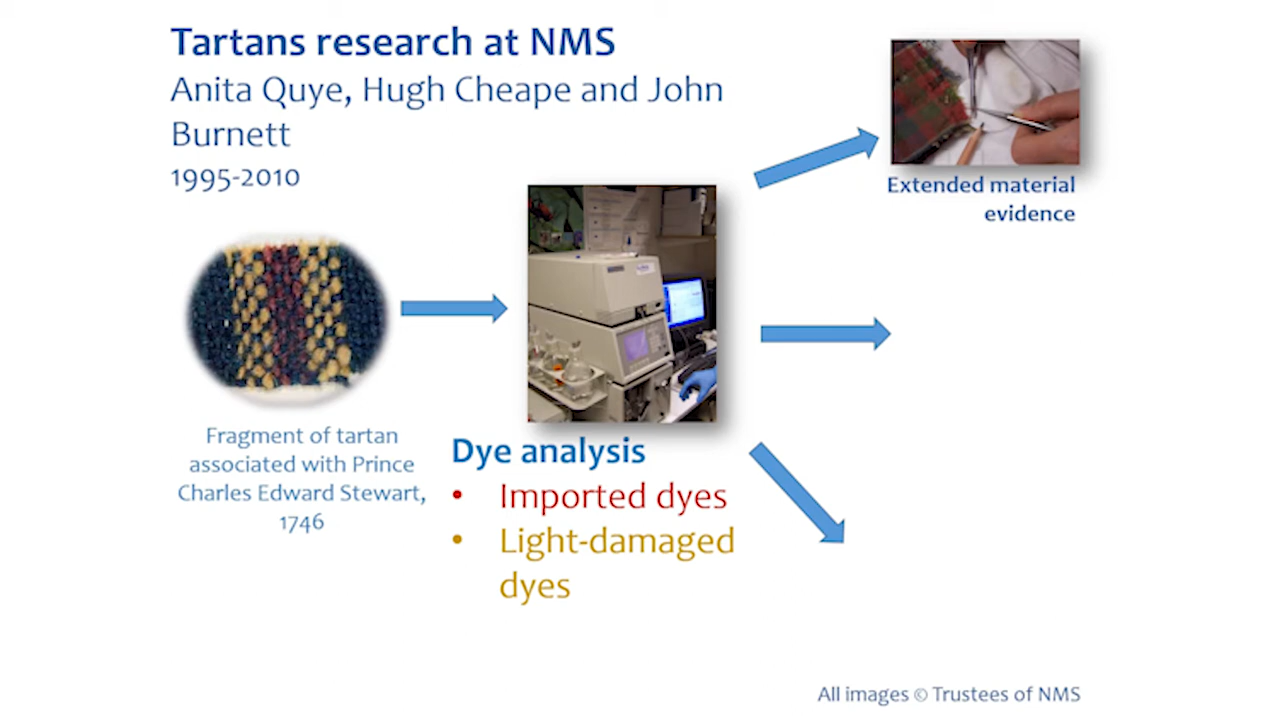 Tartans research at NMS
Anita Quye, Hugh Cheape and John
Burnett
1995-2010
Extended material
evidence
Fragment of tartan
associated with Prince
Charles Edward Stewart,
1746
Dye analysis
• Imported dyes
• Light-damaged
dyes
All images © Trustees of NMS